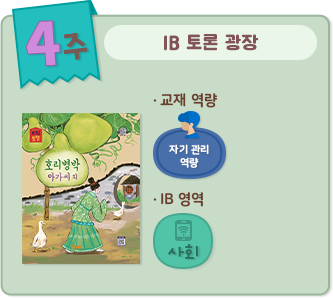 4주
IB 토론 광장
· 교재 역량
자기 관리
역량
호리병박
아가씨  II
· IB 영역
사회